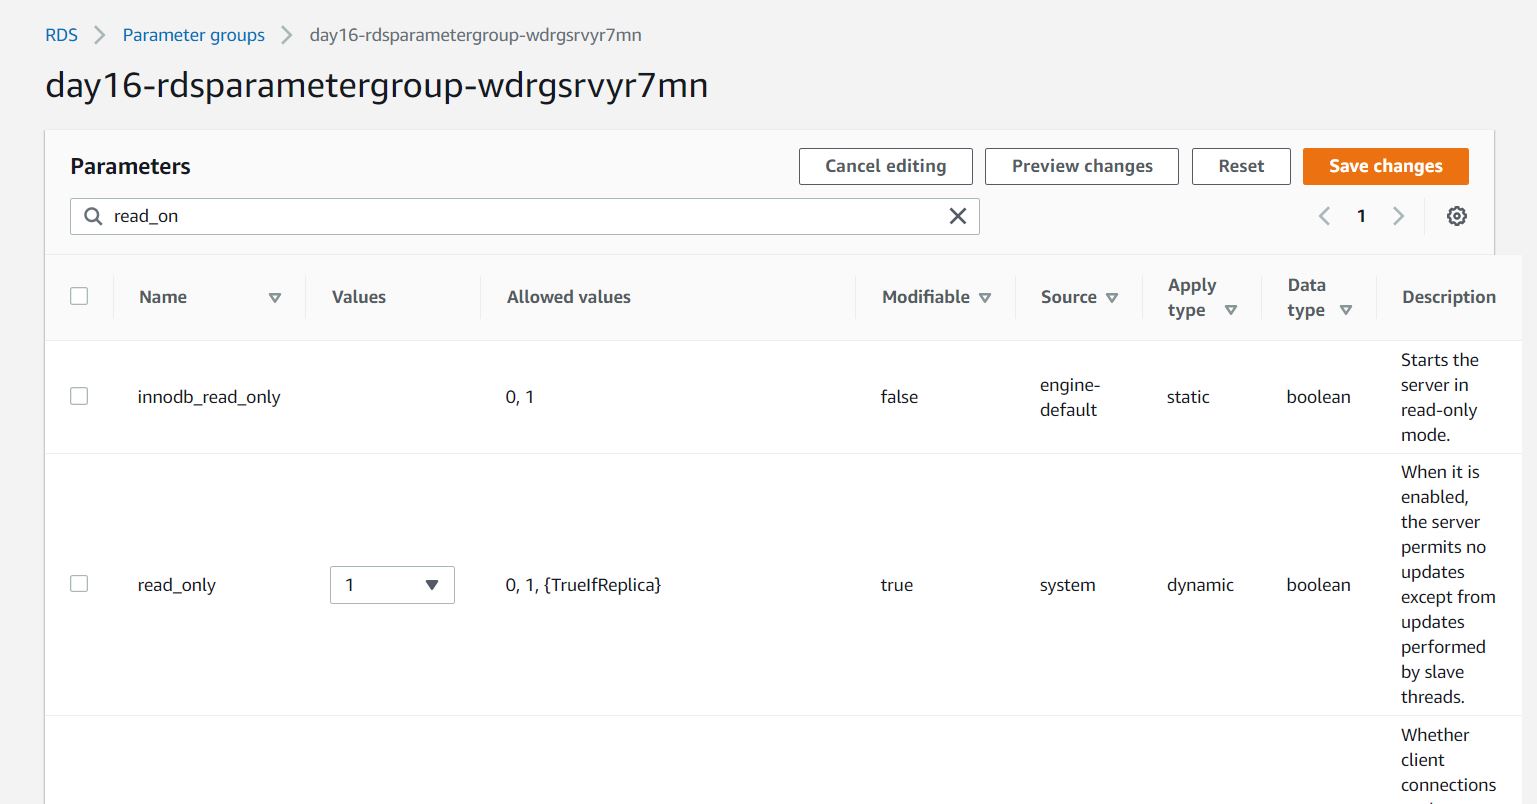 RDS > Parameter groups > day16-rdsparametergroup-wdrgsrvyr7mn
day16-rdsparametergroup-wdrgsrvyr7mn
Parameters
Cancel editing Preview changes Reset Save changes
read_on
1
Name Values Allowed values Modifiable Source Apply type Data type Description
innodb_read_only 0, 1 false engine-default static boolean
Starts the
server in
read-only
mode.
read_only 1 0, 1, {TrueIfReplica} true system dynamic boolean
When it is
enabled,
the server
permits no
updates
except from
updates
performed
by slave
threads.
Whether
client
connections